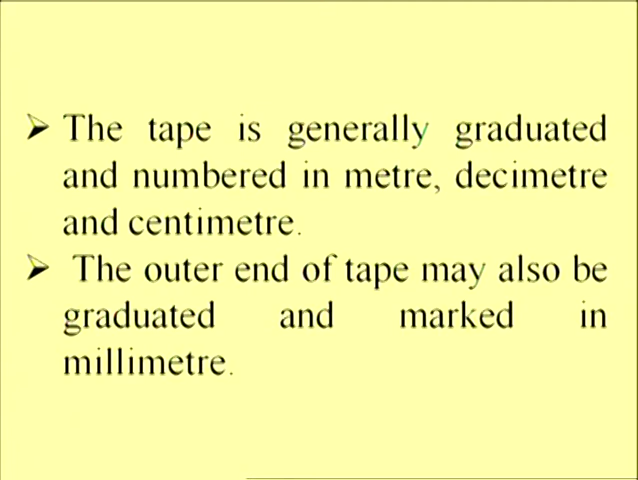 ➢ The tape is generally graduated
and numbered in metre, decimetre
and centimetre.
➢ The outer end of tape may also be
graduated and marked in
millimetre.